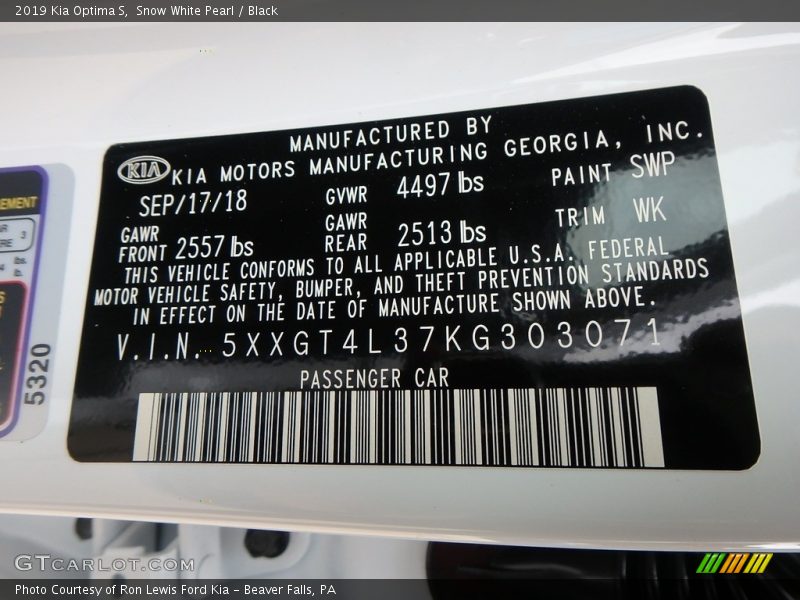 2019 Kia Optima S, Snow White Pearl / Black
MANUFACTURED BY
KIA KIA MOTORS MANUFACTURING GEORGIA, INC.
SEP/17/18 GVWR 4497 lbs PAINT SWP
GAWR FRONT 2557 lbs GAWR REAR 2513 lbs TRIM WK
THIS VEHICLE CONFORMS TO ALL APPLICABLE U.S.A. FEDERAL
MOTOR VEHICLE SAFETY, BUMPER, AND THEFT PREVENTION STANDARDS
IN EFFECT ON THE DATE OF MANUFACTURE SHOWN ABOVE.
V.I.N. 5XXGT4L37KG303071
PASSENGER CAR
5320
GTCARLOT.COM
Photo Courtesy of Ron Lewis Ford Kia - Beaver Falls, PA